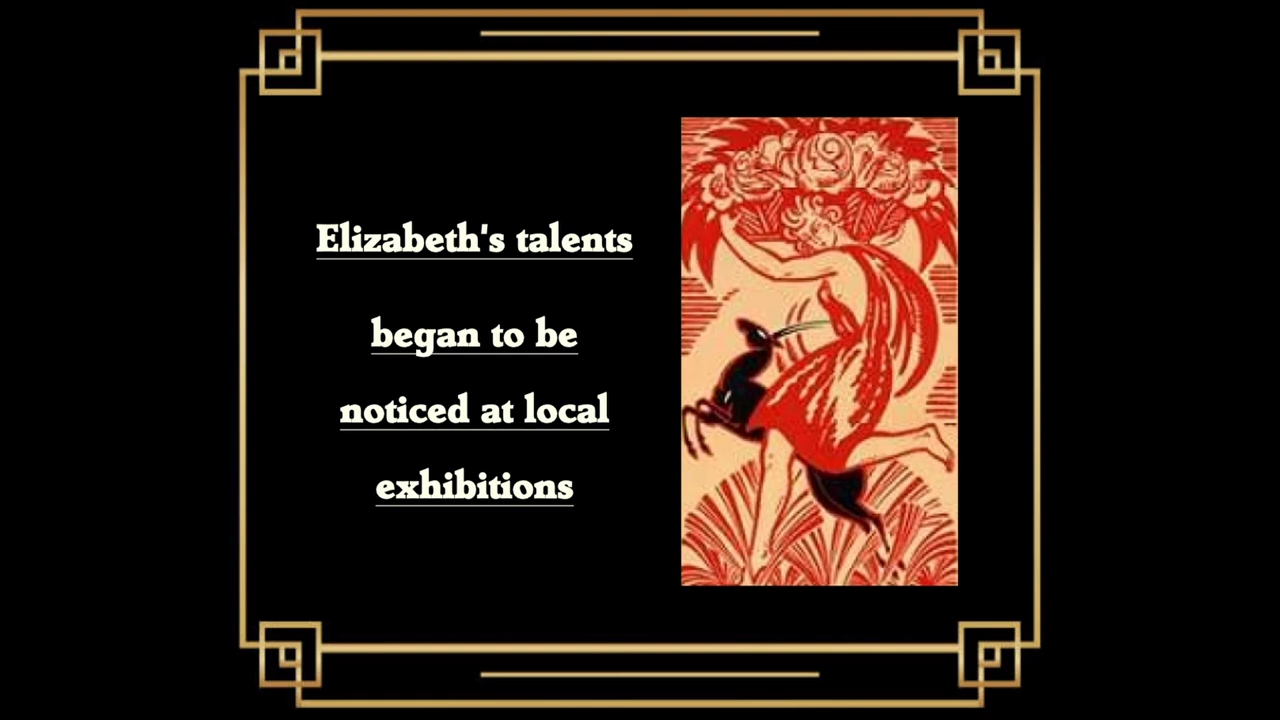 Elizabeth's talents
began to be
noticed at local
exhibitions